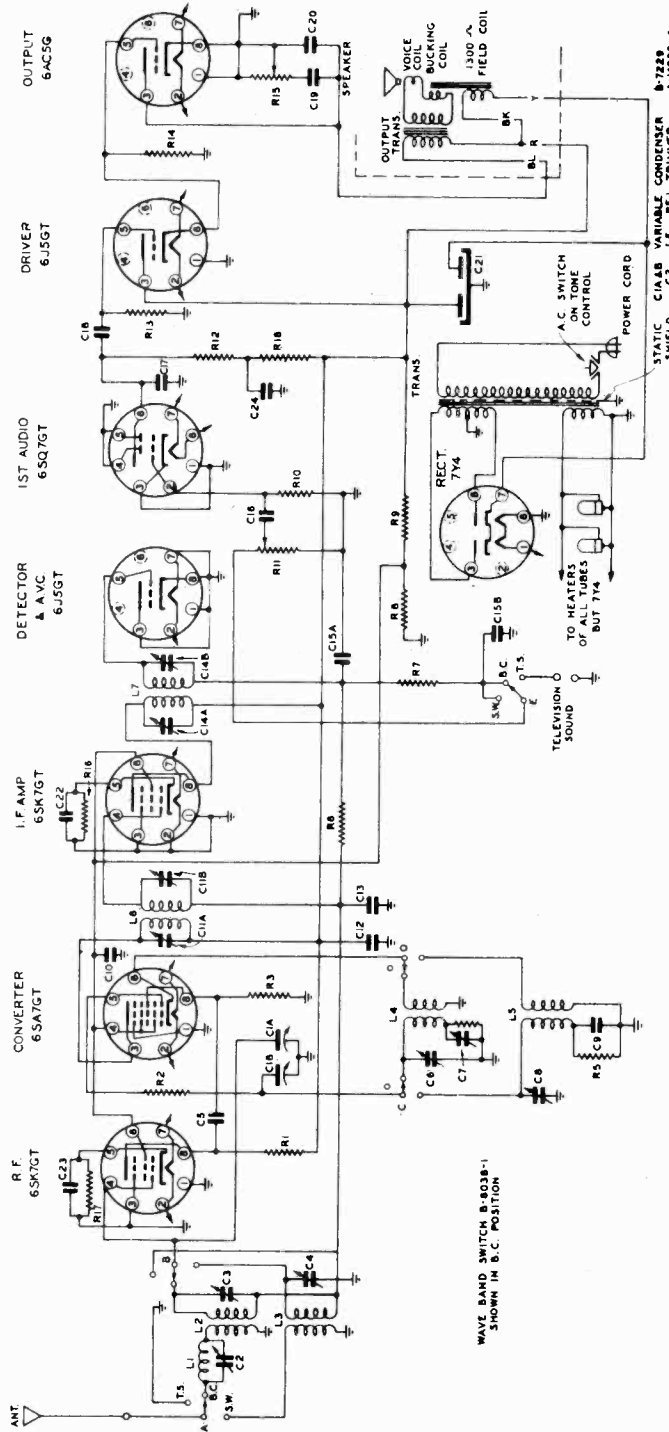 ANT.
R.F.
6SK7GT
CONVERTER
6SA7GT
I.F. AMP
6SK7GT
DETECTOR
& A.V.C.
6J5GT
1ST AUDIO
6SQ7GT
DRIVER
6J5GT
OUTPUT
6AC5G
C23
R17
C22
R16
C10
L8
C11A
C11B
L7
C14A
C14B
C17
C18
R13
R14
R15
C19
C20
SPEAKER
R12
R18
C24
C16
R10
R11
C15A
R2
C5
R1
R3
C1B
C1A
C12
C13
R6
R7
R8
R9
C15B
S.W.
B.C.
T.S.
E
TELEVISION
SOUND
T.S.
B.C.
A
S.W.
L1
C2
L2
C3
B
L3
C4
C
L4
C6
C7
L5
C8
R5
C9
WAVE BAND SWITCH B-8038-1
SHOWN IN B.C. POSITION
TRANS.
RECT.
7Y4
TO HEATERS
OF ALL TUBES
BUT 7Y4
C21
A.C. SWITCH
ON TONE
CONTROL
POWER CORD
STATIC
SHIELD
OUTPUT
TRANS.
VOICE
COIL
BUCKING
COIL
1300 Ω
FIELD COIL
BL
R
BK
Y
C1A&B VARIABLE CONDENSER B-7229